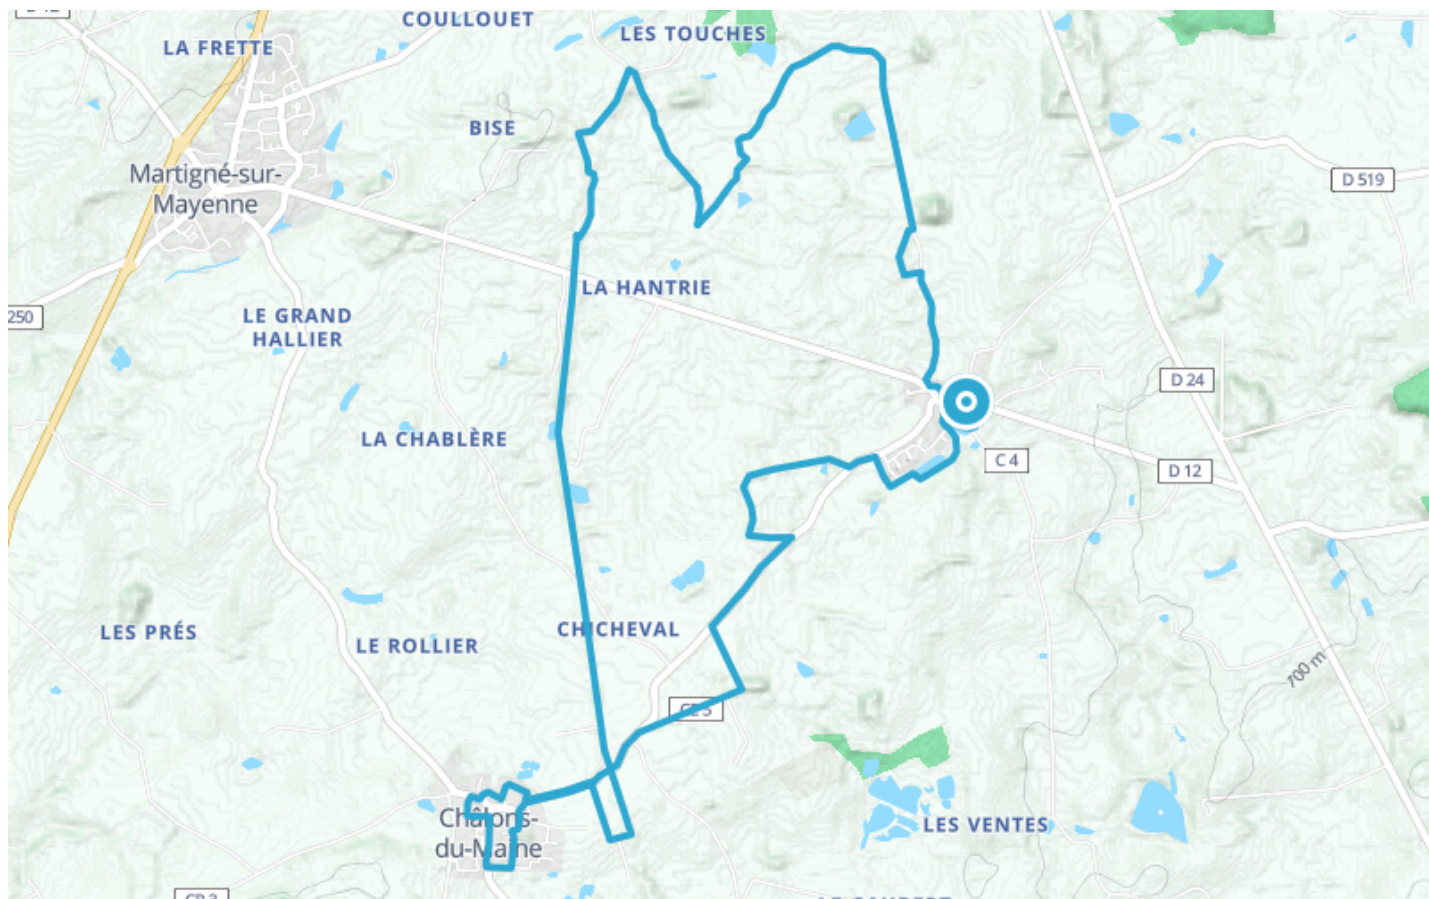 COULLOUET
LES TOUCHES
LA FRETTE
BISE
Martigné-sur-
Mayenne
D 519
LA HANTRIE
250
LE GRAND
HALLIER
D 24
LA CHABLÈRE
C 4
D 12
CHICHEVAL
LES PRÉS
LE ROLLIER
700 m
Châlons-
du-Maine
LES VENTES